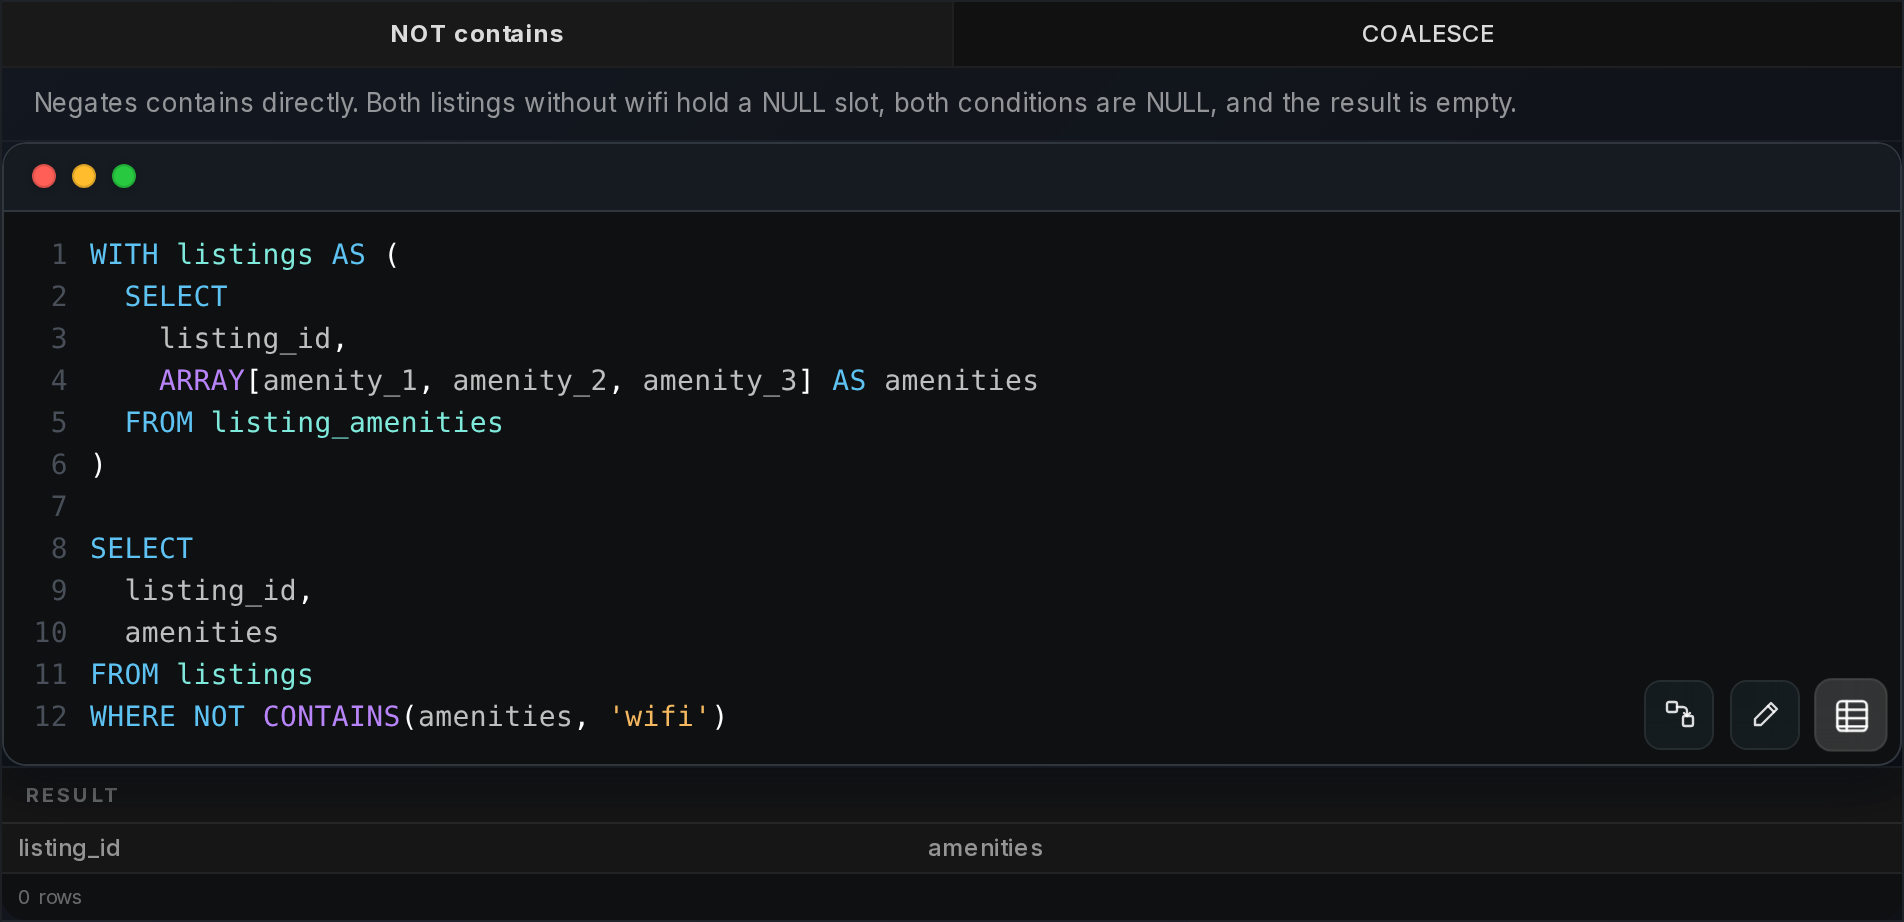 NOT contains
COALESCE
Negates contains directly. Both listings without wifi hold a NULL slot, both conditions are NULL, and the result is empty.
1 WITH listings AS (
2   SELECT
3     listing_id,
4     ARRAY[amenity_1, amenity_2, amenity_3] AS amenities
5   FROM listing_amenities
6 )
7
8 SELECT
9   listing_id,
10   amenities
11 FROM listings
12 WHERE NOT CONTAINS(amenities, 'wifi')
RESULT
listing_id amenities
0 rows